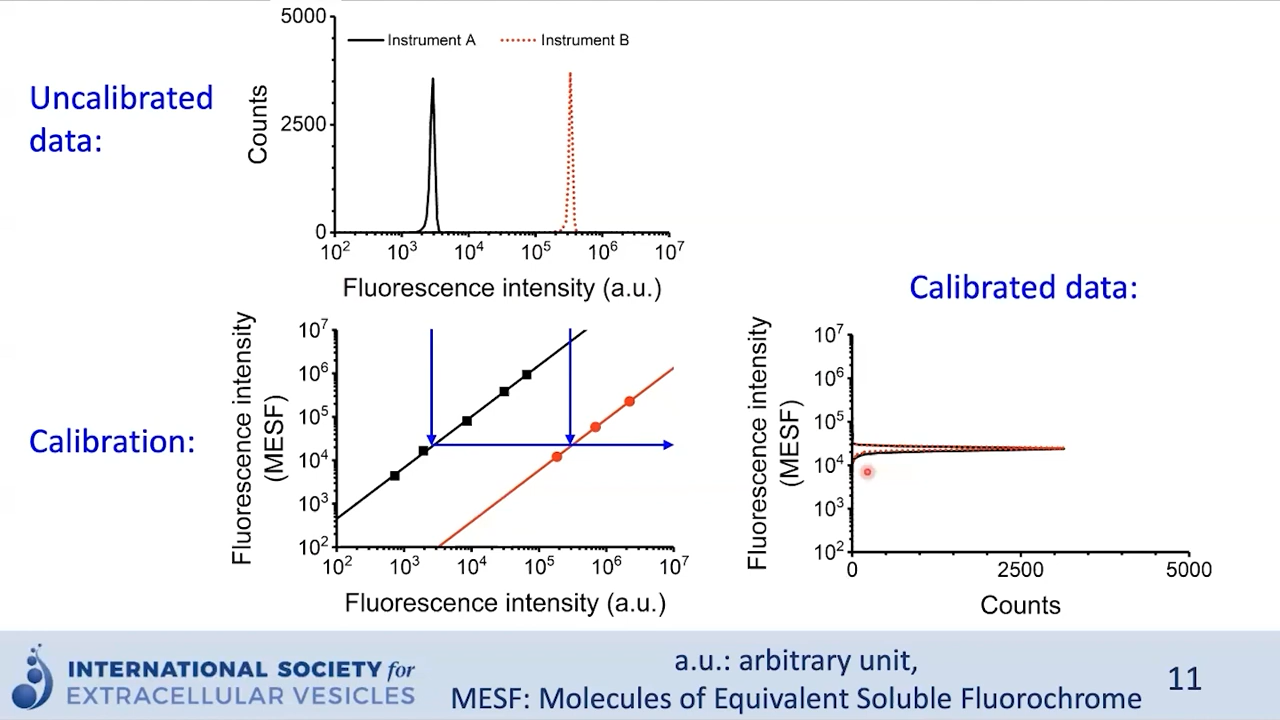 Uncalibrated
data:
5000
2500
0
Counts
Instrument A
Instrument B
10² 10³ 10⁴ 10⁵ 10⁶ 10⁷
Fluorescence intensity (a.u.)
Calibration:
Fluorescence intensity
(MESF)
10⁷
10⁶
10⁵
10⁴
10³
10²
10² 10³ 10⁴ 10⁵ 10⁶ 10⁷
Fluorescence intensity (a.u.)
Calibrated data:
Fluorescence intensity
(MESF)
10⁷
10⁶
10⁵
10⁴
10³
10²
0 2500 5000
Counts
INTERNATIONAL SOCIETY for
EXTRACELLULAR VESICLES
a.u.: arbitrary unit,
MESF: Molecules of Equivalent Soluble Fluorochrome
11